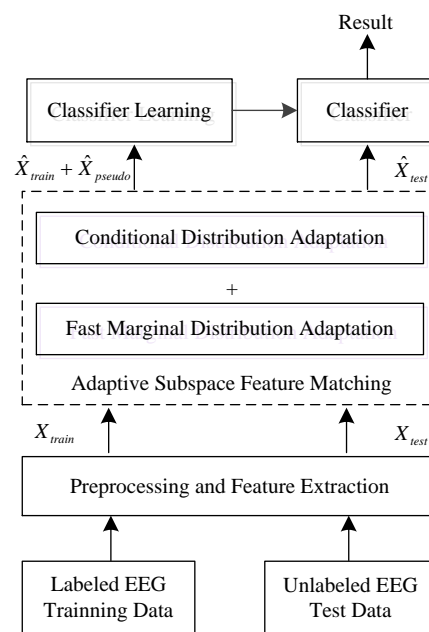 Result
Classifier Learning
Classifier
X̂train + X̂pseudo
X̂test
Conditional Distribution Adaptation
+
Fast Marginal Distribution Adaptation
Adaptive Subspace Feature Matching
Xtrain
Xtest
Preprocessing and Feature Extraction
Labeled EEG
Trainning Data
Unlabeled EEG
Test Data